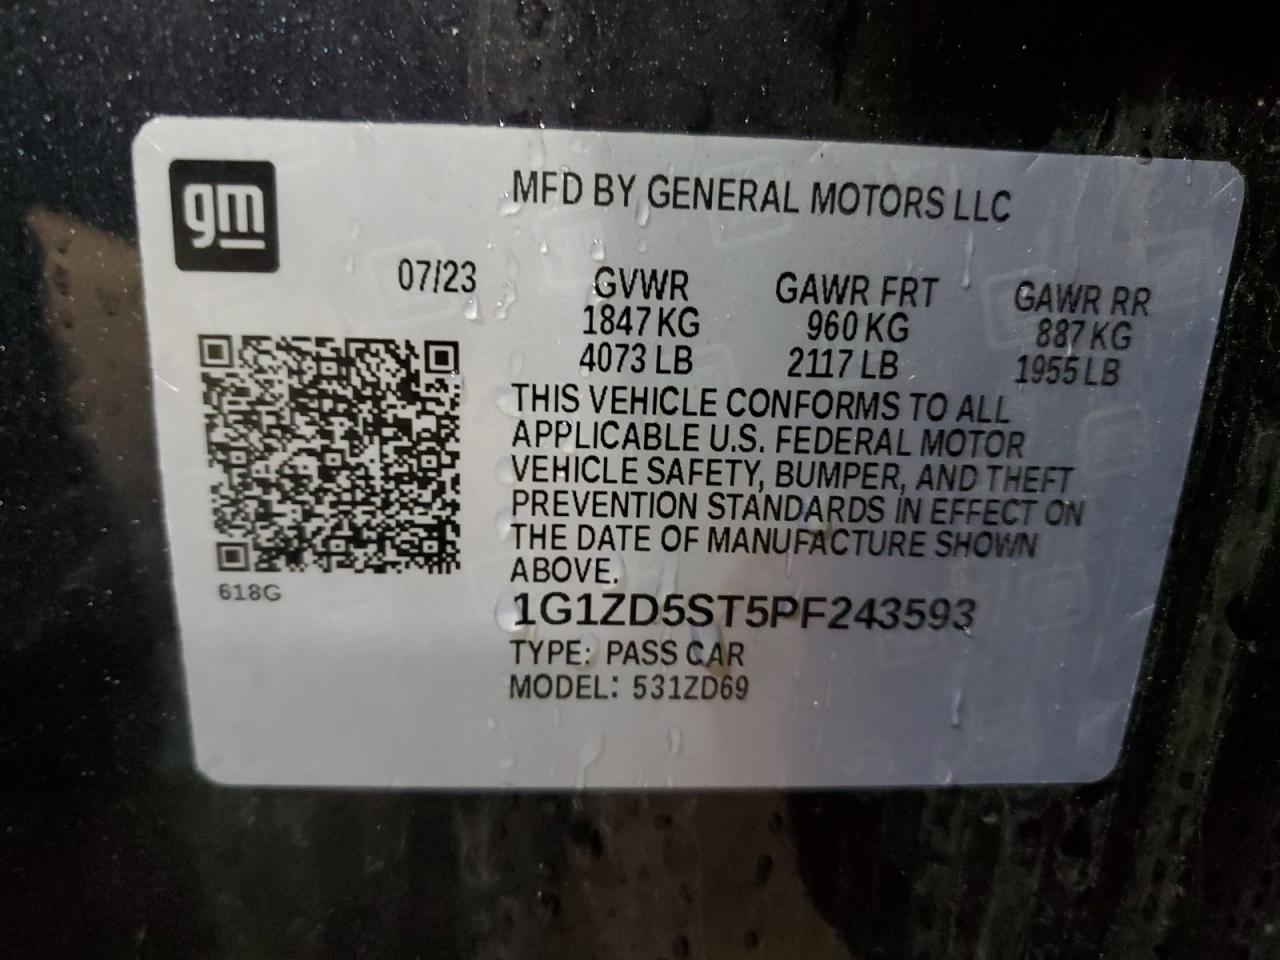 gm
MFD BY GENERAL MOTORS LLC
07/23 GVWR GAWR FRT GAWR RR
1847 KG 960 KG 887 KG
4073 LB 2117 LB 1955 LB
THIS VEHICLE CONFORMS TO ALL
APPLICABLE U.S. FEDERAL MOTOR
VEHICLE SAFETY, BUMPER, AND THEFT
PREVENTION STANDARDS IN EFFECT ON
THE DATE OF MANUFACTURE SHOWN
ABOVE.
618G
1G1ZD5ST5PF243593
TYPE: PASS CAR
MODEL: 531ZD69